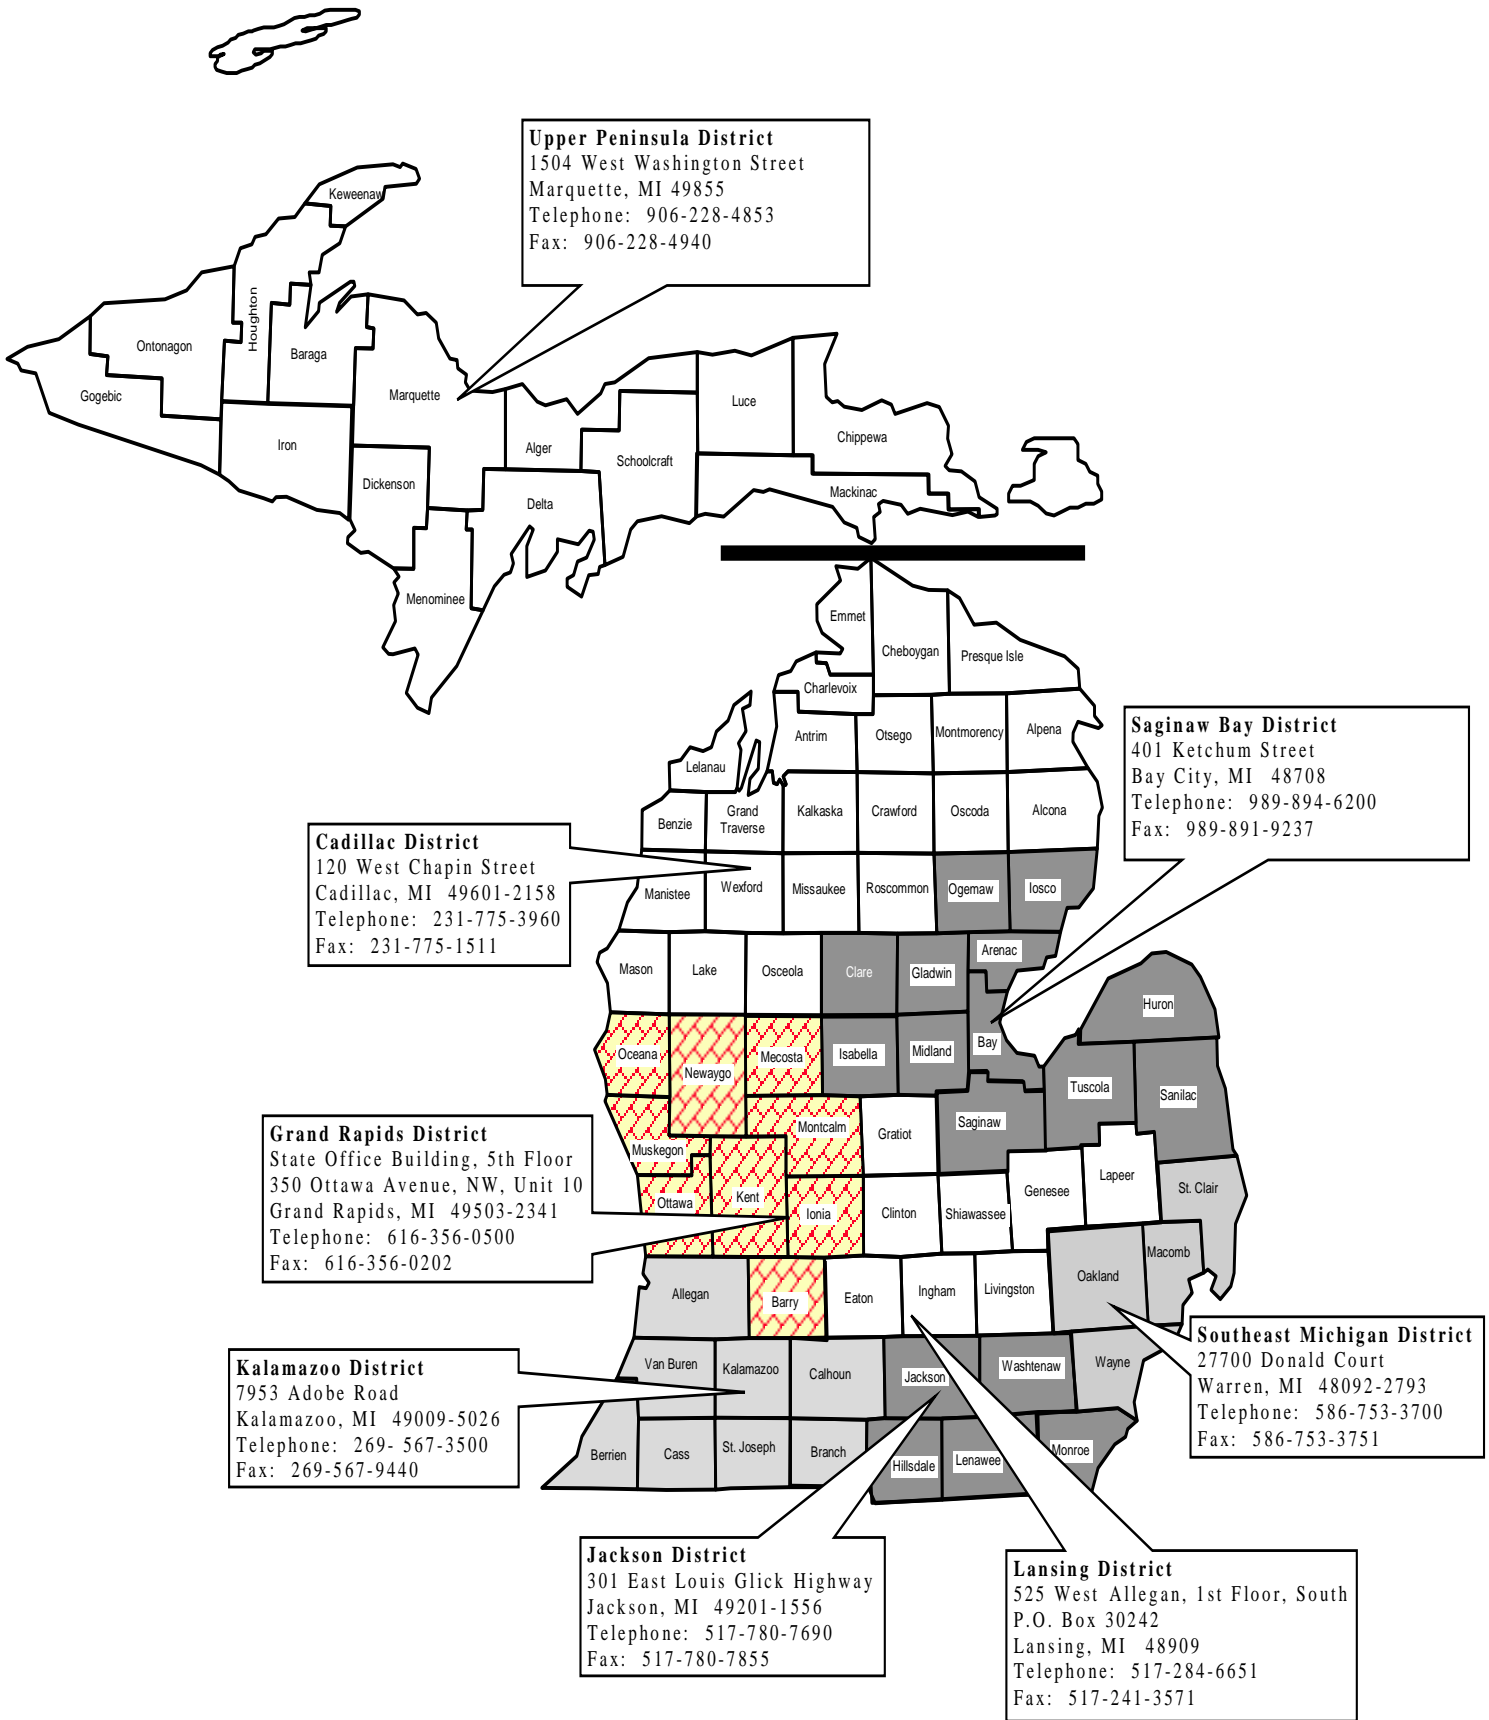 Upper Peninsula District
1504 West Washington Street
Marquette, MI 49855
Telephone: 906-228-4853
Fax: 906-228-4940
Keweenaw
Houghton
Ontonagon
Baraga
Gogebic
Marquette
Iron
Dickenson
Alger
Luce
Chippewa
Schoolcraft
Mackinac
Delta
Menominee
Emmet
Cheboygan
Presque Isle
Charlevoix
Antrim
Otsego
Montmorency
Alpena
Lelanau
Benzie
Grand
Traverse
Kalkaska
Crawford
Oscoda
Alcona
Saginaw Bay District
401 Ketchum Street
Bay City, MI 48708
Telephone: 989-894-6200
Fax: 989-891-9237
Cadillac District
120 West Chapin Street
Cadillac, MI 49601-2158
Telephone: 231-775-3960
Fax: 231-775-1511
Manistee
Wexford
Missaukee
Roscommon
Ogemaw
Iosco
Mason
Lake
Osceola
Clare
Gladwin
Arenac
Huron
Oceana
Newaygo
Mecosta
Isabella
Midland
Bay
Tuscola
Sanilac
Grand Rapids District
State Office Building, 5th Floor
350 Ottawa Avenue, NW, Unit 10
Grand Rapids, MI 49503-2341
Telephone: 616-356-0500
Fax: 616-356-0202
Muskegon
Montcalm
Gratiot
Saginaw
Ottawa
Kent
Ionia
Clinton
Shiawassee
Genesee
Lapeer
St. Clair
Allegan
Barry
Eaton
Ingham
Livingston
Oakland
Macomb
Southeast Michigan District
27700 Donald Court
Warren, MI 48092-2793
Telephone: 586-753-3700
Fax: 586-753-3751
Kalamazoo District
7953 Adobe Road
Kalamazoo, MI 49009-5026
Telephone: 269- 567-3500
Fax: 269-567-9440
Van Buren
Kalamazoo
Calhoun
Jackson
Washtenaw
Wayne
Berrien
Cass
St. Joseph
Branch
Hillsdale
Lenawee
Monroe
Jackson District
301 East Louis Glick Highway
Jackson, MI 49201-1556
Telephone: 517-780-7690
Fax: 517-780-7855
Lansing District
525 West Allegan, 1st Floor, South
P.O. Box 30242
Lansing, MI 48909
Telephone: 517-284-6651
Fax: 517-241-3571